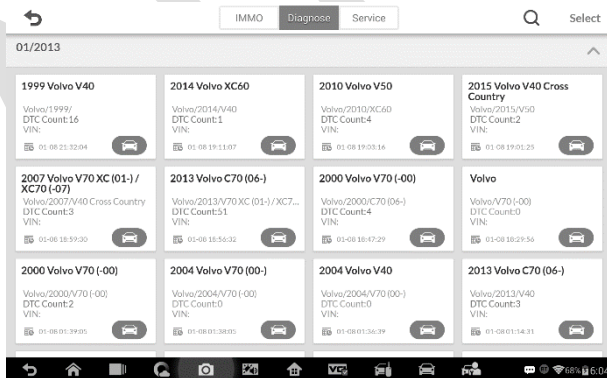 IMMO Diagnose Service Select
01/2013
1999 Volvo V40
Volvo/1999/
DTC Count:16
VIN:
01-08 21:32:04
2014 Volvo XC60
Volvo/2014/V40
DTC Count:1
VIN:
01-08 19:11:07
2010 Volvo V50
Volvo/2010/XC60
DTC Count:4
VIN:
01-08 19:03:16
2015 Volvo V40 Cross
Country
Volvo/2015/V50
DTC Count:2
VIN:
01-08 19:01:25
2007 Volvo V70 XC (01-) /
XC70 (-07)
Volvo/2007/V40 Cross Country
DTC Count:3
VIN:
01-08 18:59:30
2013 Volvo C70 (06-)
Volvo/2013/V70 XC (01-) / XC7...
DTC Count:51
VIN:
01-08 18:56:32
2000 Volvo V70 (-00)
Volvo/2000/C70 (06-)
DTC Count:4
VIN:
01-08 18:47:29
Volvo
Volvo/V70 (-00)
DTC Count:0
VIN:
01-08 18:29:56
2000 Volvo V70 (-00)
Volvo/2000/V70 (-00)
DTC Count:2
VIN:
01-08 01:39:05
2004 Volvo V70 (00-)
Volvo/2004/V70 (-00)
DTC Count:0
VIN:
01-08 01:38:05
2004 Volvo V40
Volvo/2004/V70 (00-)
DTC Count:0
VIN:
01-08 01:36:39
2013 Volvo C70 (06-)
Volvo/2013/V40
DTC Count:3
VIN:
01-08 01:14:31
68% 6:04